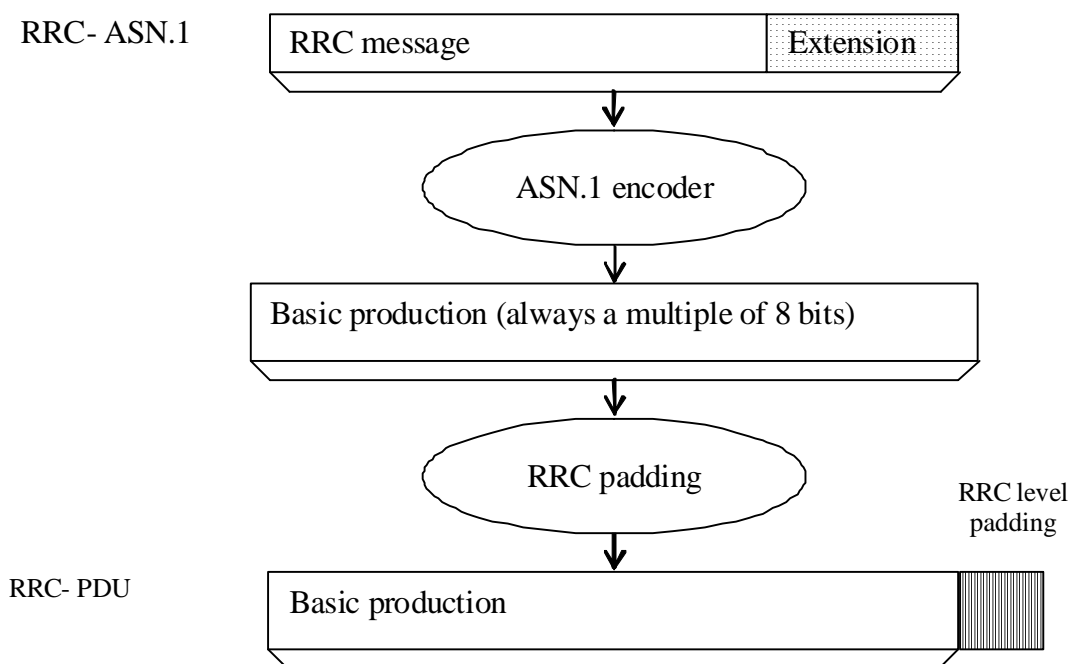 RRC- ASN.1
RRC message
Extension
ASN.1 encoder
Basic production (always a multiple of 8 bits)
RRC padding
RRC level
padding
RRC- PDU
Basic production